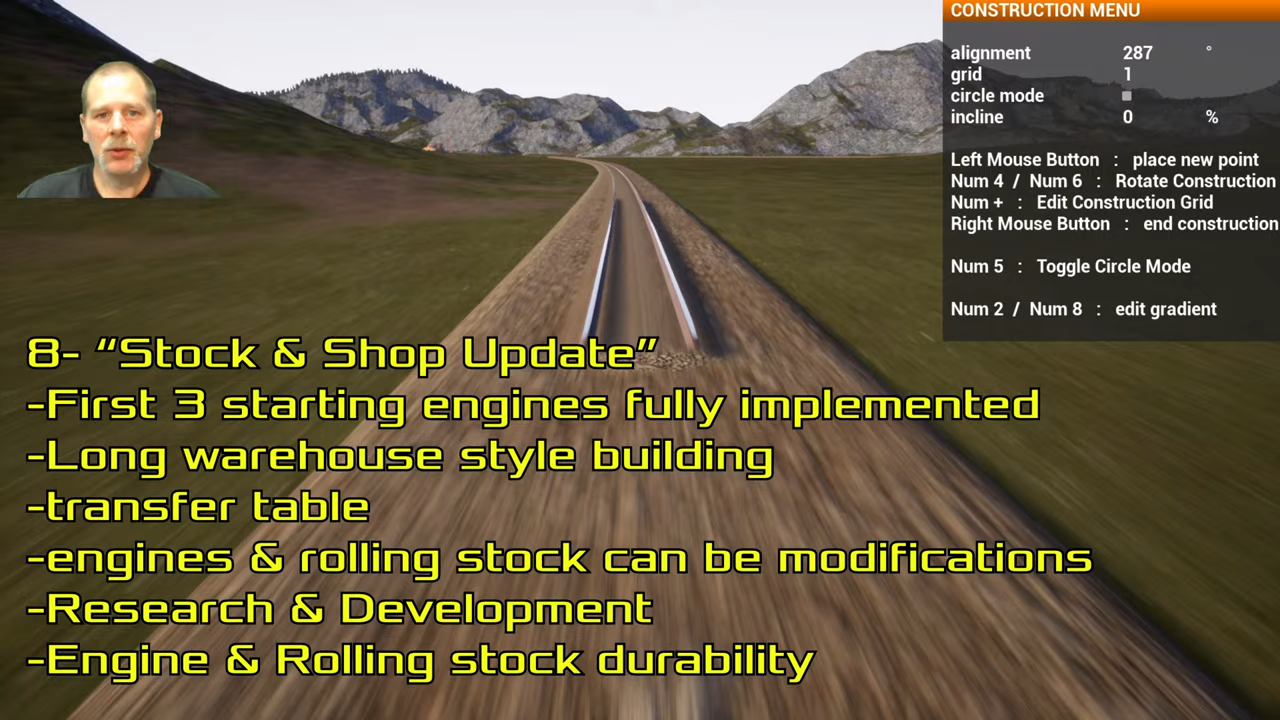 CONSTRUCTION MENU
alignment 287 °
grid 1
circle mode
incline 0 %
Left Mouse Button : place new point
Num 4 / Num 6 : Rotate Construction
Num + : Edit Construction Grid
Right Mouse Button : end construction
Num 5 : Toggle Circle Mode
Num 2 / Num 8 : edit gradient
8- “Stock & Shop Update”
-First 3 starting engines fully implemented
-Long warehouse style building
-transfer table
-engines & rolling stock can be modifications
-Research & Development
-Engine & Rolling stock durability